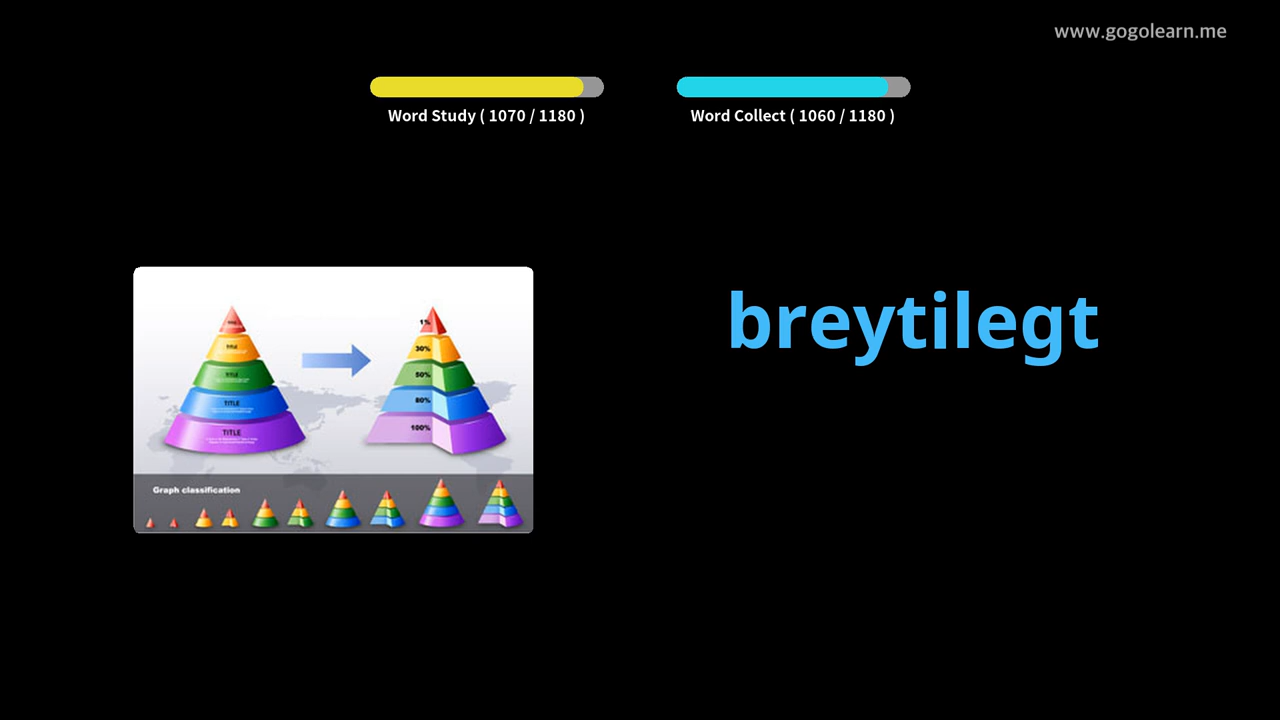 www.gogolearn.me
Word Study ( 1070 / 1180 )
Word Collect ( 1060 / 1180 )
breytilegt
TITLE
TITLE
TITLE
TITLE
1%
30%
50%
80%
100%
Graph classification